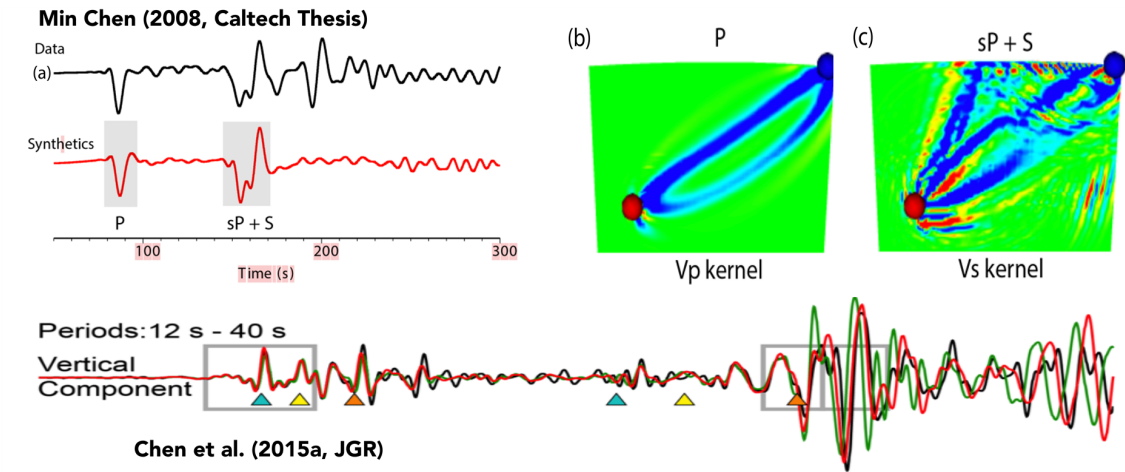 Min Chen (2008, Caltech Thesis)
Data
(a)
Synthetics
P
sP + S
100
200
300
Time (s)
(b)
P
Vp kernel
(c)
sP + S
Vs kernel
Periods:12 s - 40 s
Vertical
Component
Chen et al. (2015a, JGR)